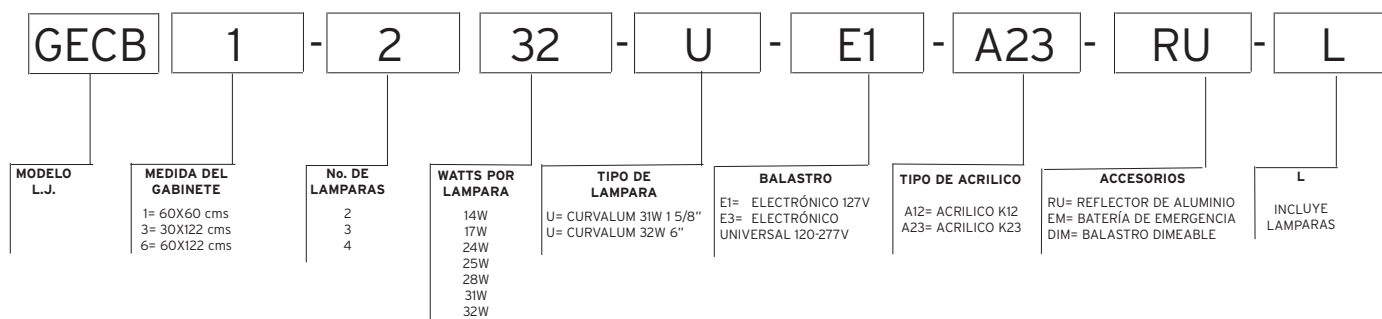 GECB 1 - 2 32 - U - E1 - A23 - RU - L
MODELO
L.J.
MEDIDA DEL
GABINETE
1= 60X60 cms
3= 30X122 cms
6= 60X122 cms
No. DE
LAMPARAS
2
3
4
WATTS POR
LAMPARA
14W
17W
24W
25W
28W
31W
32W
TIPO DE
LAMPARA
U= CURVALUM 31W 1 5/8"
U= CURVALUM 32W 6"
BALASTRO
E1= ELECTRÓNICO 127V
E3= ELECTRÓNICO
UNIVERSAL 120-277V
TIPO DE ACRILICO
A12= ACRILICO K12
A23= ACRILICO K23
ACCESORIOS
RU= REFLECTOR DE ALUMINIO
EM= BATERÍA DE EMERGENCIA
DIM= BALASTRO DIMEABLE
L
INCLUYE
LAMPARAS